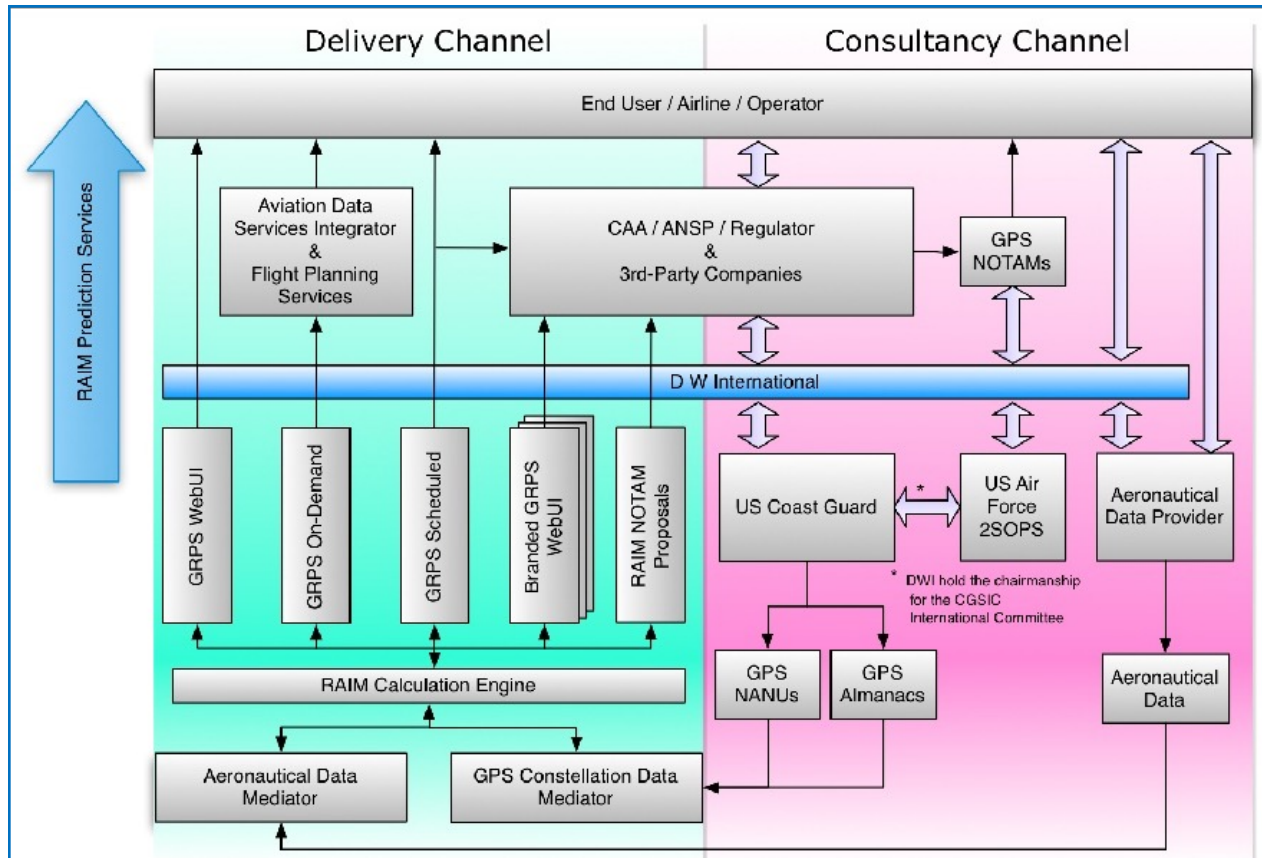 Delivery Channel
Consultancy Channel
End User / Airline / Operator
RAIM Prediction Services
Aviation Data
Services Integrator
&
Flight Planning
Services
CAA / ANSP / Regulator
&
3rd-Party Companies
GPS
NOTAMs
D W International
GRPS WebUI
GRPS On-Demand
GRPS Scheduled
Branded GRPS
WebUI
RAIM NOTAM
Proposals
US Coast Guard
*
US Air
Force
2SOPS
Aeronautical
Data Provider
* DWI hold the chairmanship
for the CGSIC
International Committee
RAIM Calculation Engine
GPS
NANUs
GPS
Almanacs
Aeronautical
Data
Aeronautical Data
Mediator
GPS Constellation Data
Mediator